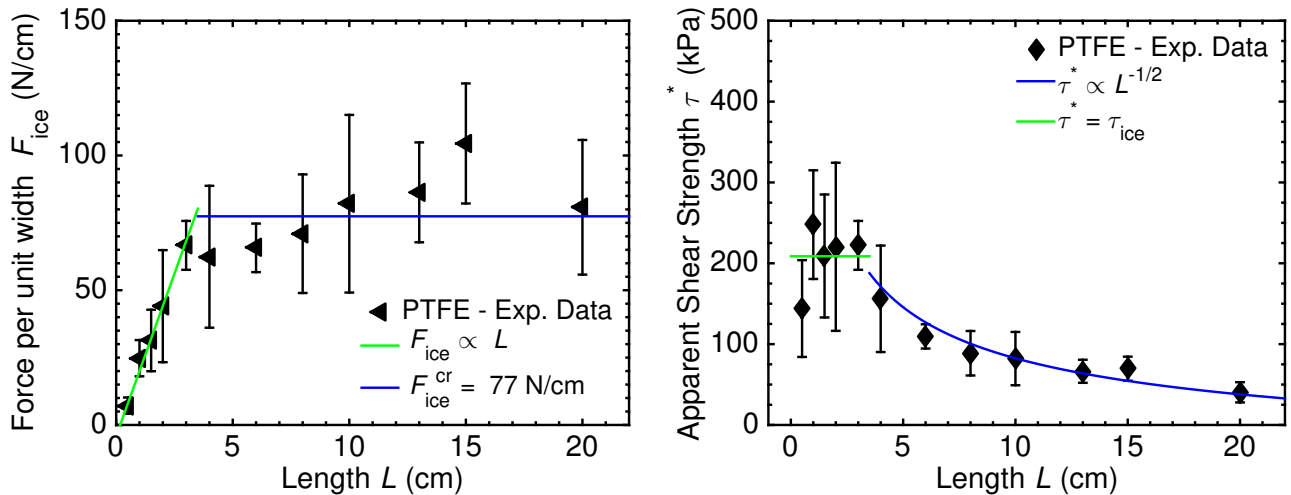 150
100
50
0
0
5
10
15
20
Force per unit width F_ice (N/cm)
Length L (cm)
PTFE - Exp. Data
F_ice ∝ L
F_ice^cr = 77 N/cm
500
400
300
200
100
0
0
5
10
15
20
Apparent Shear Strength τ* (kPa)
Length L (cm)
PTFE - Exp. Data
τ* ∝ L^-1/2
τ* = τ_ice